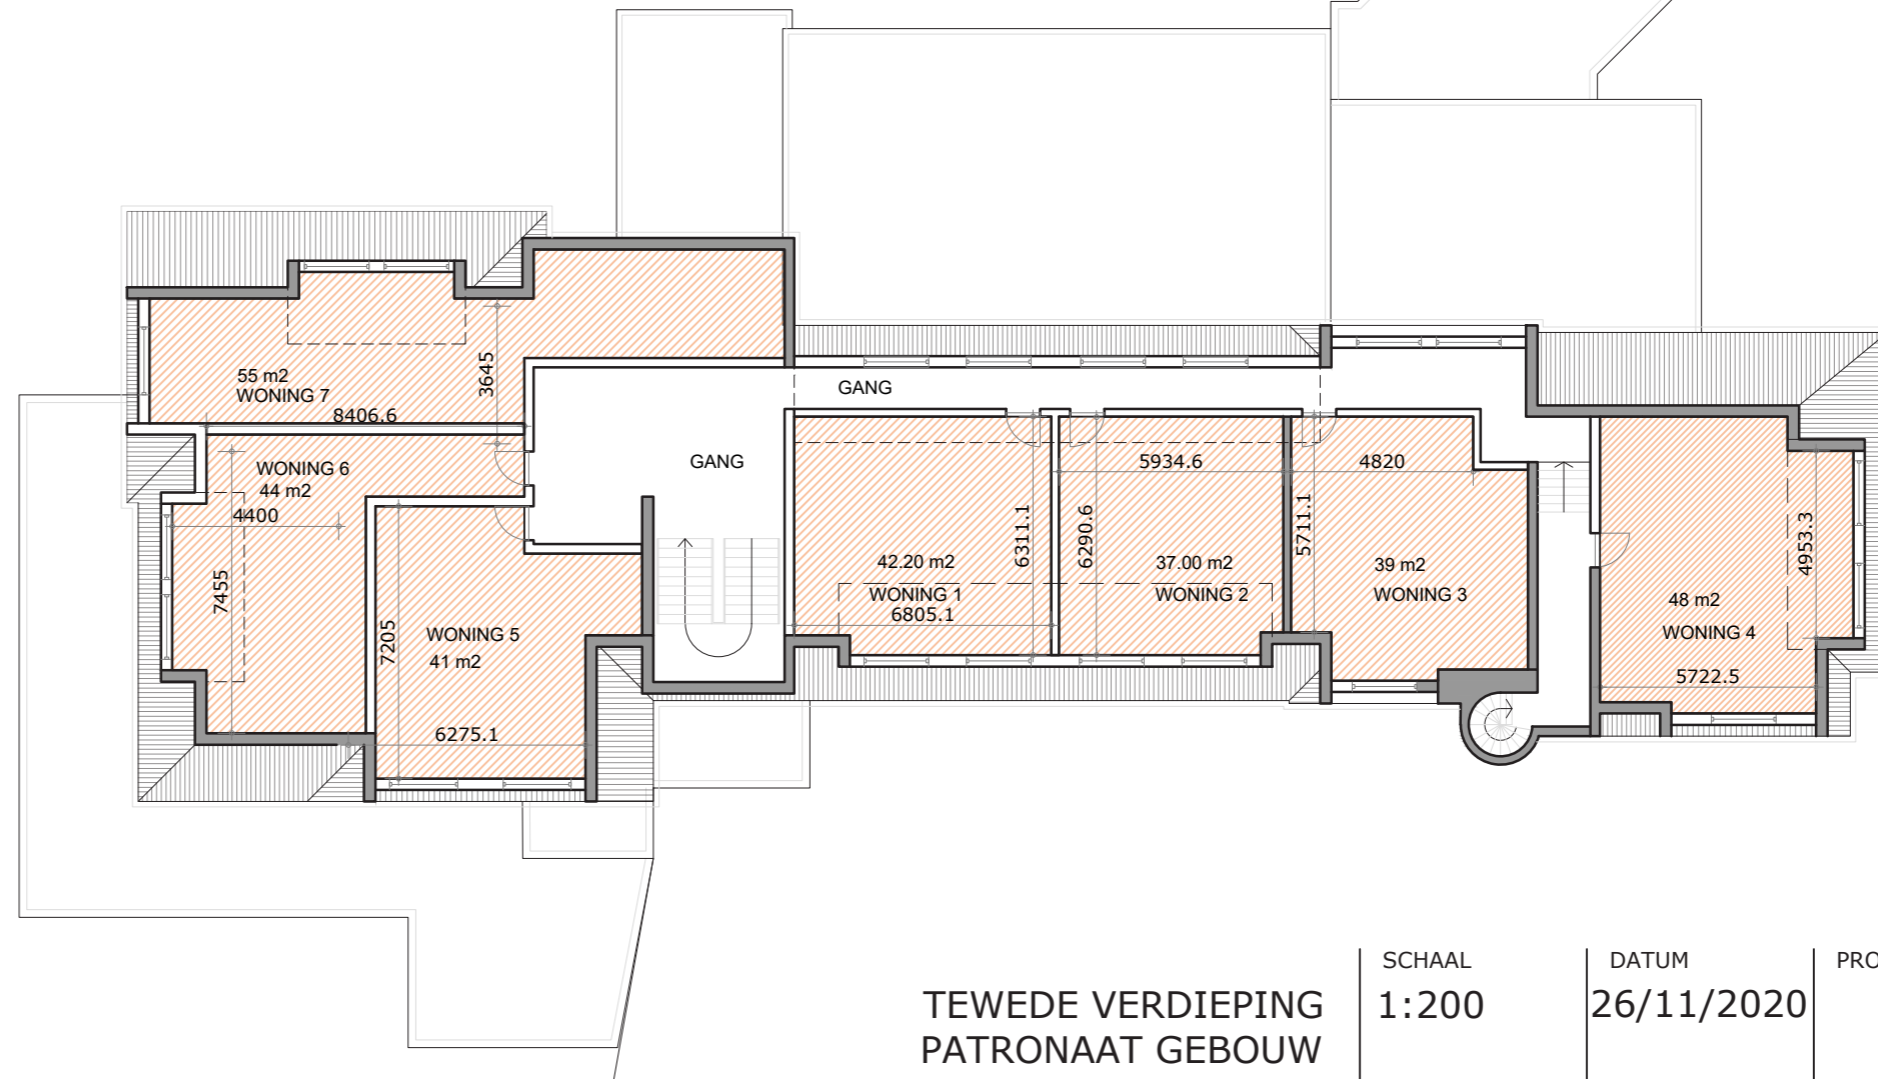 55 m2
WONING 7
8406.6
3645
WONING 6
44 m2
4400
7455
WONING 5
41 m2
7205
6275.1
GANG
GANG
42.20 m2
WONING 1
6805.1
6311.1
5934.6
6290.6
37.00 m2
WONING 2
4820
5711.1
39 m2
WONING 3
4953.3
48 m2
WONING 4
5722.5
TEWEDE VERDIEPING
PATRONAAT GEBOUW
SCHAAL
1:200
DATUM
26/11/2020
PRO